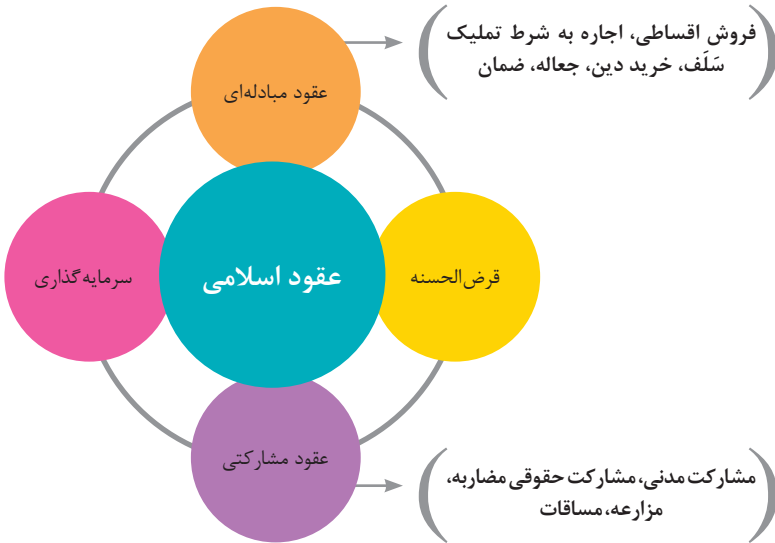 فروش اقساطی، اجاره به شرط تملیک
سَلَف، خرید دین، جعاله، ضمان
عقود مبادله‌ای
قرض‌الحسنه
عقود اسلامی
سرمایه‌گذاری
عقود مشارکتی
مشارکت مدنی، مشارکت حقوقی مضاربه،
مزارعه، مساقات